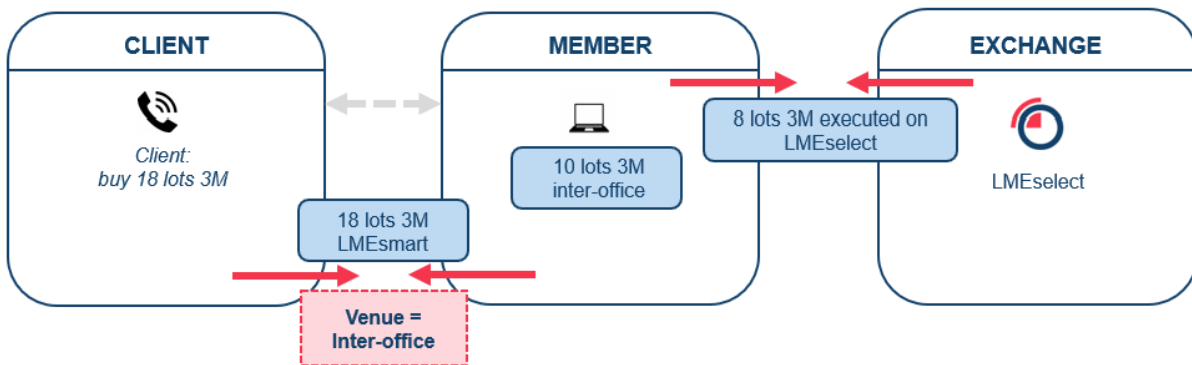 CLIENT
MEMBER
EXCHANGE
Client:
buy 18 lots 3M
18 lots 3M
LMEsmart
Venue =
Inter-office
10 lots 3M
inter-office
8 lots 3M executed on
LMEselect
LMEselect